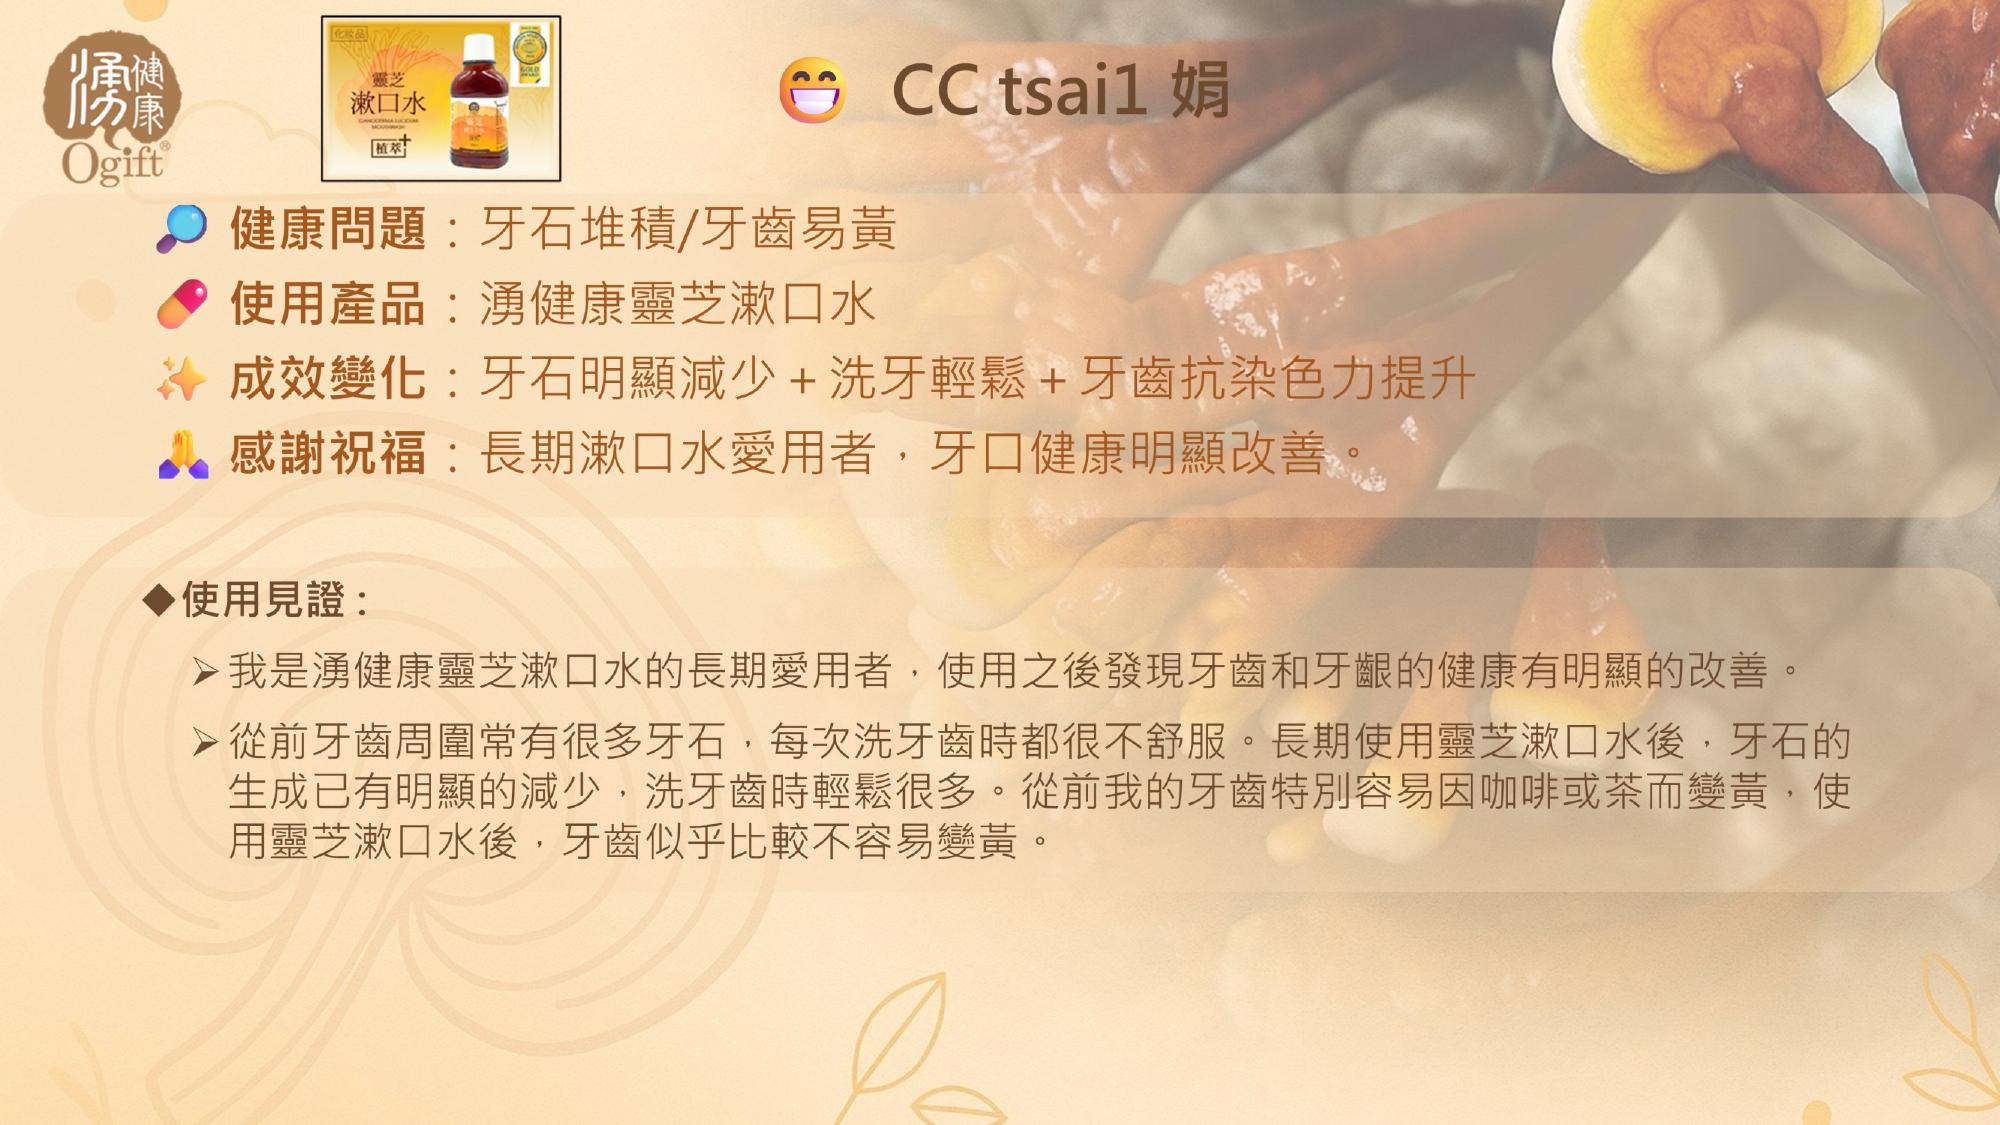 湧健康
Ogift®
化粧品
靈芝
漱口水
GANODERMA LUCIDUM
MOUTHWASH
植萃+
GOLD
AWARD
😁 CC tsai1 娟
🔎 健康問題：牙石堆積/牙齒易黃
💊 使用產品：湧健康靈芝漱口水
✨ 成效變化：牙石明顯減少 + 洗牙輕鬆 + 牙齒抗染色力提升
🙏 感謝祝福：長期漱口水愛用者，牙口健康明顯改善。
◆使用見證：
➢我是湧健康靈芝漱口水的長期愛用者，使用之後發現牙齒和牙齦的健康有明顯的改善。
➢從前牙齒周圍常有很多牙石，每次洗牙齒時都很不舒服。長期使用靈芝漱口水後，牙石的
生成已有明顯的減少，洗牙齒時輕鬆很多。從前我的牙齒特別容易因咖啡或茶而變黃，使
用靈芝漱口水後，牙齒似乎比較不容易變黃。